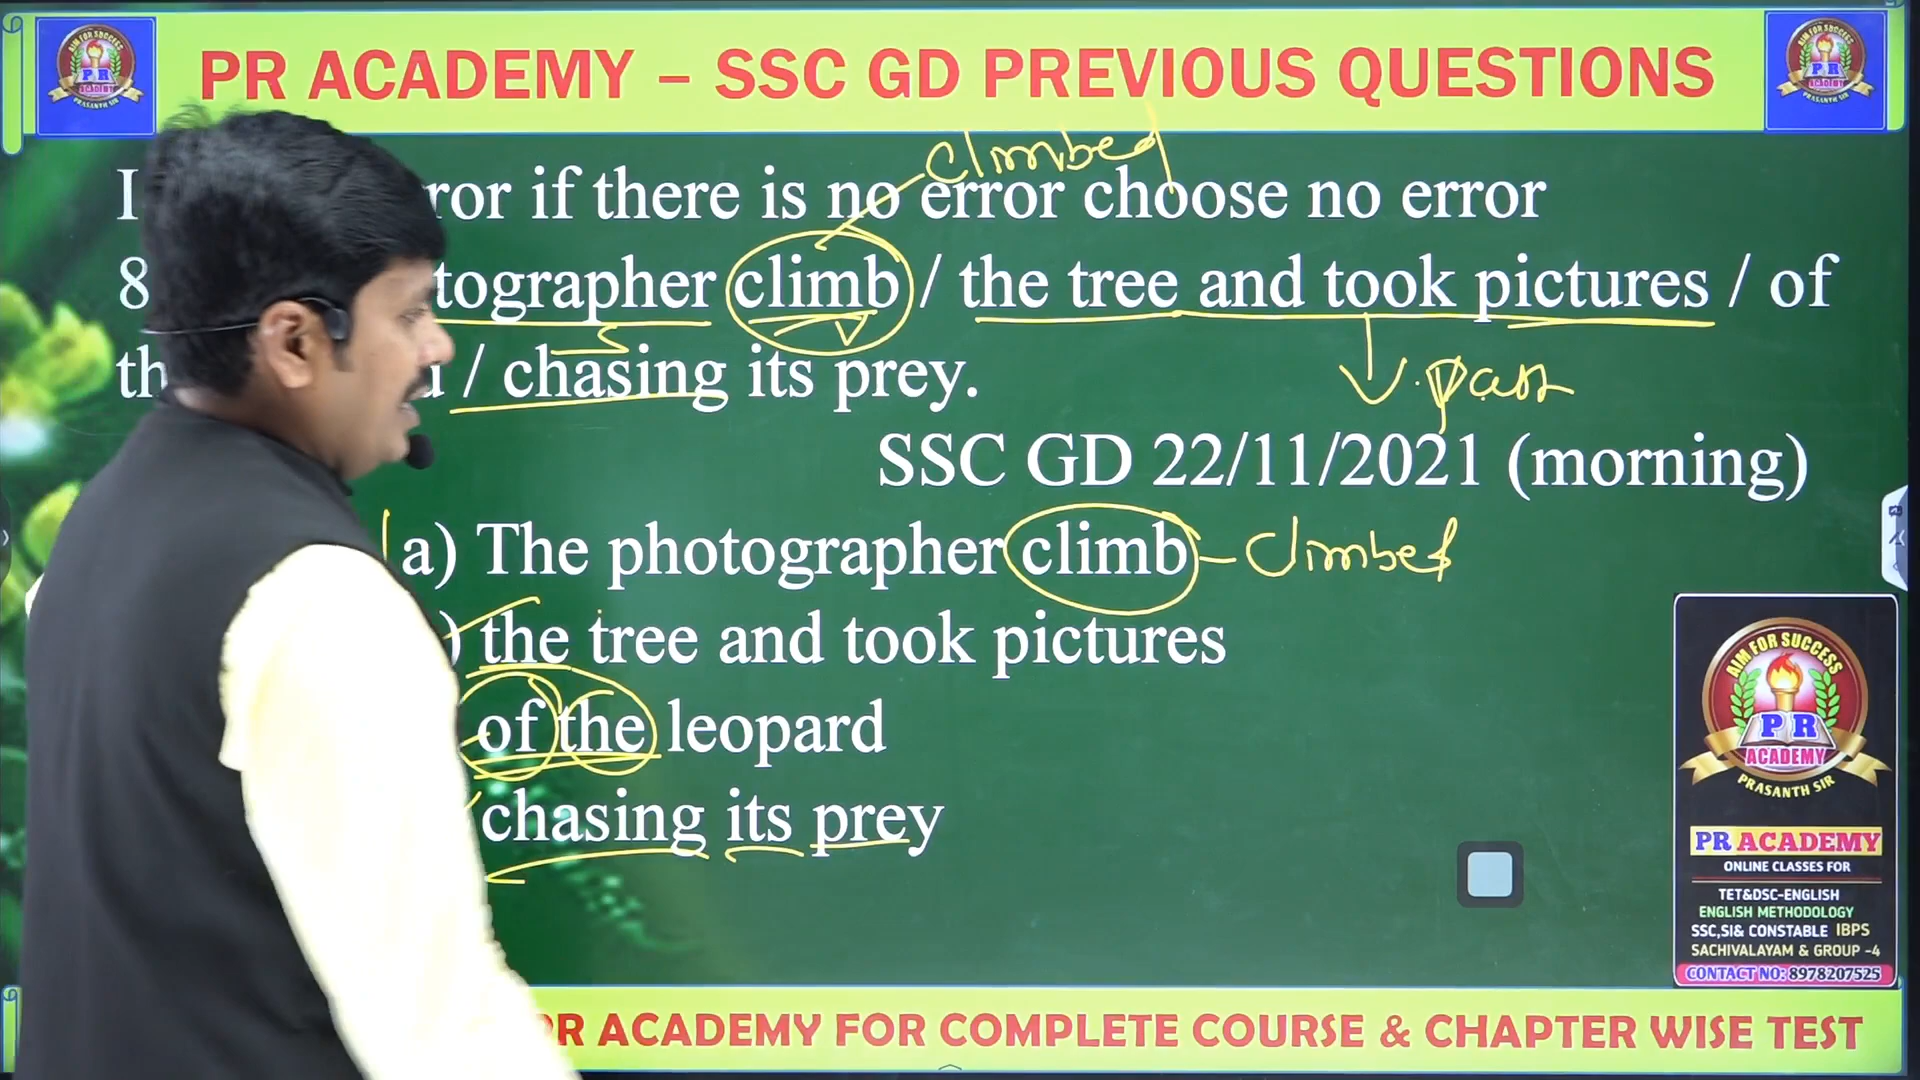 PR ACADEMY – SSC GD PREVIOUS QUESTIONS
climbed
I ror if there is no error choose no error
8 tographer climb / the tree and took pictures / of
th / chasing its prey.
past
SSC GD 22/11/2021 (morning)
a) The photographer climb - climbed
) the tree and took pictures
of the leopard
chasing its prey
AIM FOR SUCCESS
PR
ACADEMY
PRASANTH SIR
PR ACADEMY
ONLINE CLASSES FOR
TET&DSC-ENGLISH
ENGLISH METHODOLOGY
SSC,SI& CONSTABLE IBPS
SACHIVALAYAM & GROUP -4
CONTACT NO: 8978207525
PR ACADEMY FOR COMPLETE COURSE & CHAPTER WISE TEST